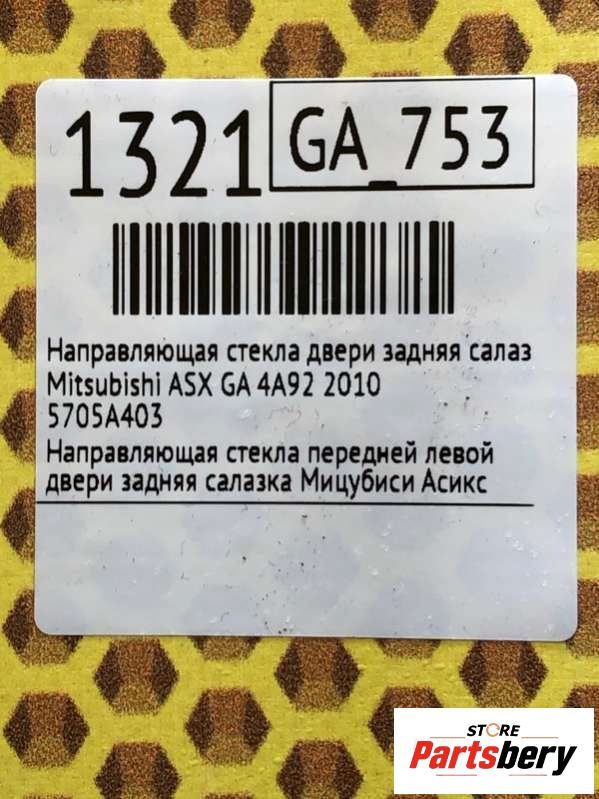 1321 GA_753
Направляющая стекла двери задняя салаз
Mitsubishi ASX GA 4A92 2010
5705A403
Направляющая стекла передней левой
двери задняя салазка Мицубиси Асикс
STORE
Partsbery